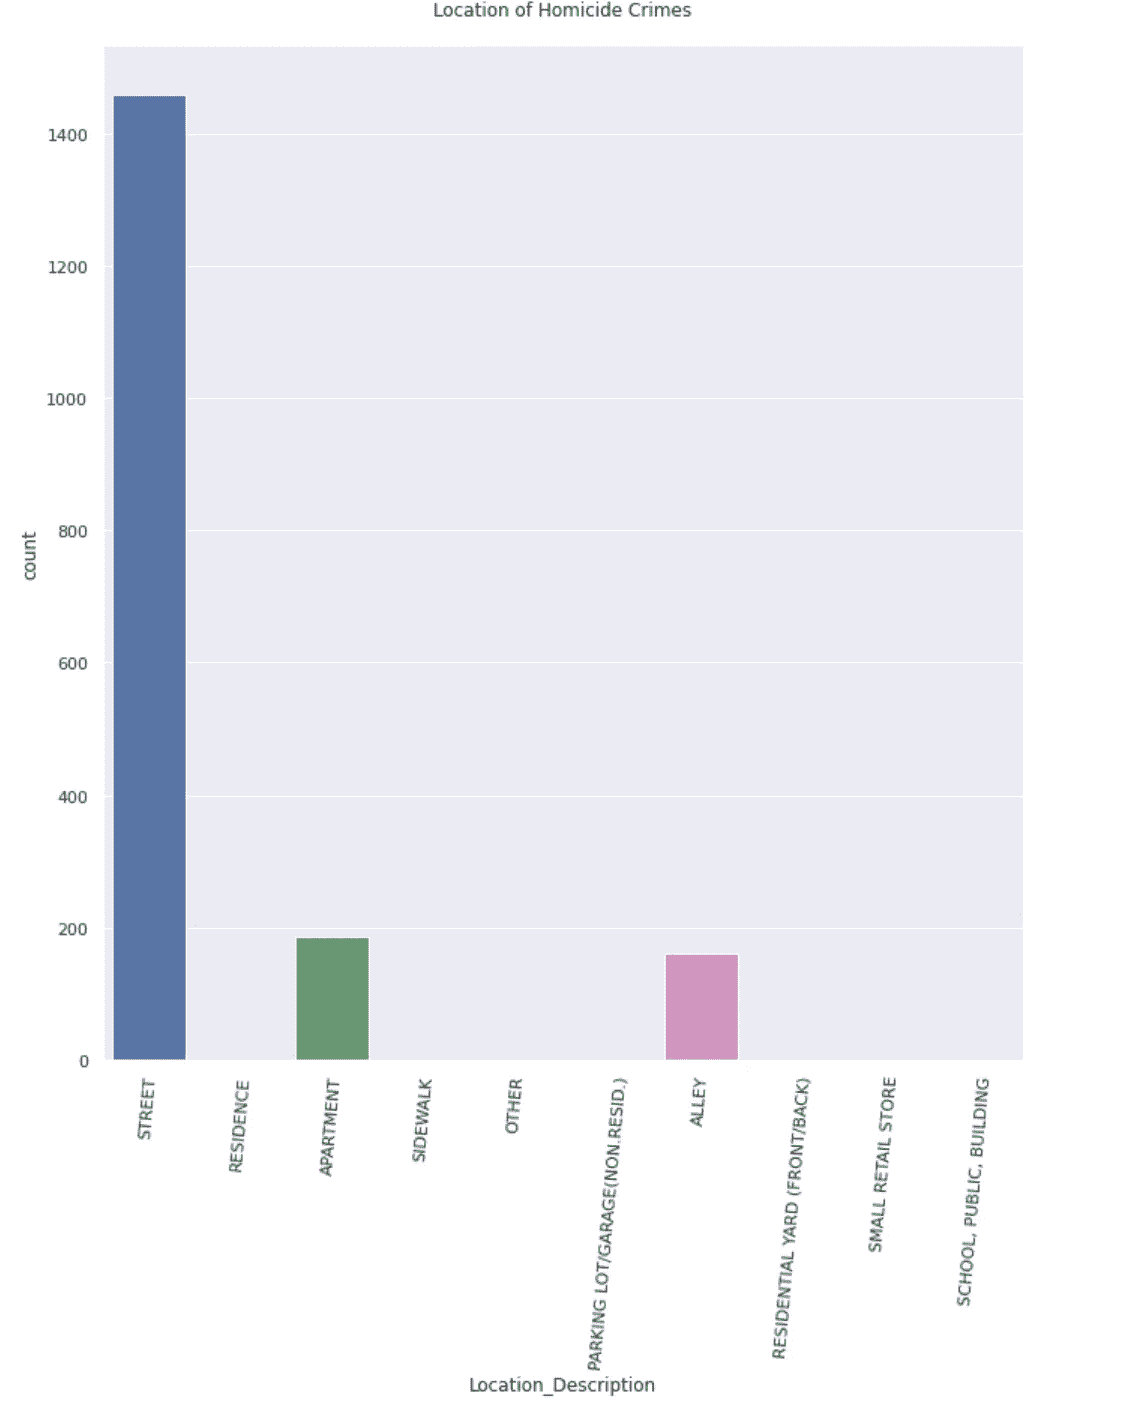 Location of Homicide Crimes
1400
1200
1000
800
600
400
200
0
count
STREET
RESIDENCE
APARTMENT
SIDEWALK
OTHER
PARKING LOT/GARAGE(NON.RESID.)
ALLEY
RESIDENTIAL YARD (FRONT/BACK)
SMALL RETAIL STORE
SCHOOL, PUBLIC, BUILDING
Location_Description